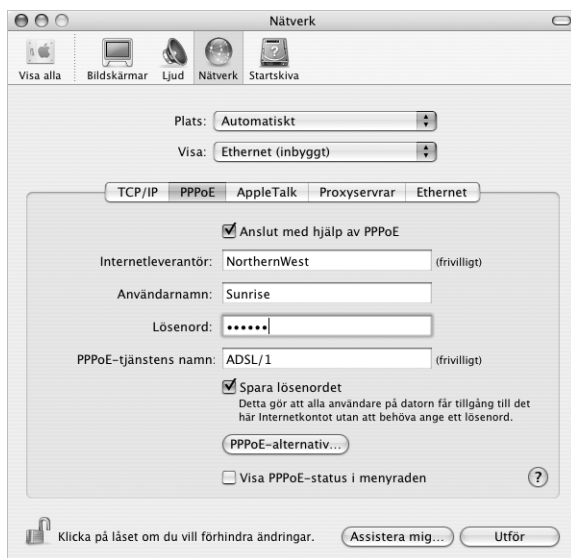 Nätverk
Visa alla
Bildskärmar
Ljud
Nätverk
Startskiva
Plats: Automatiskt
Visa: Ethernet (inbyggt)
TCP/IP PPPoE AppleTalk Proxyservrar Ethernet
Anslut med hjälp av PPPoE
Internetleverantör: NorthernWest (frivilligt)
Användarnamn: Sunrise
Lösenord: ••••••
PPPoE-tjänstens namn: ADSL/1 (frivilligt)
Spara lösenordet
Detta gör att alla användare på datorn får tillgång till det
här Internetkontot utan att behöva ange ett lösenord.
PPPoE-alternativ...
Visa PPPoE-status i menyraden ?
Klicka på låset om du vill förhindra ändringar. Assistera mig... Utför